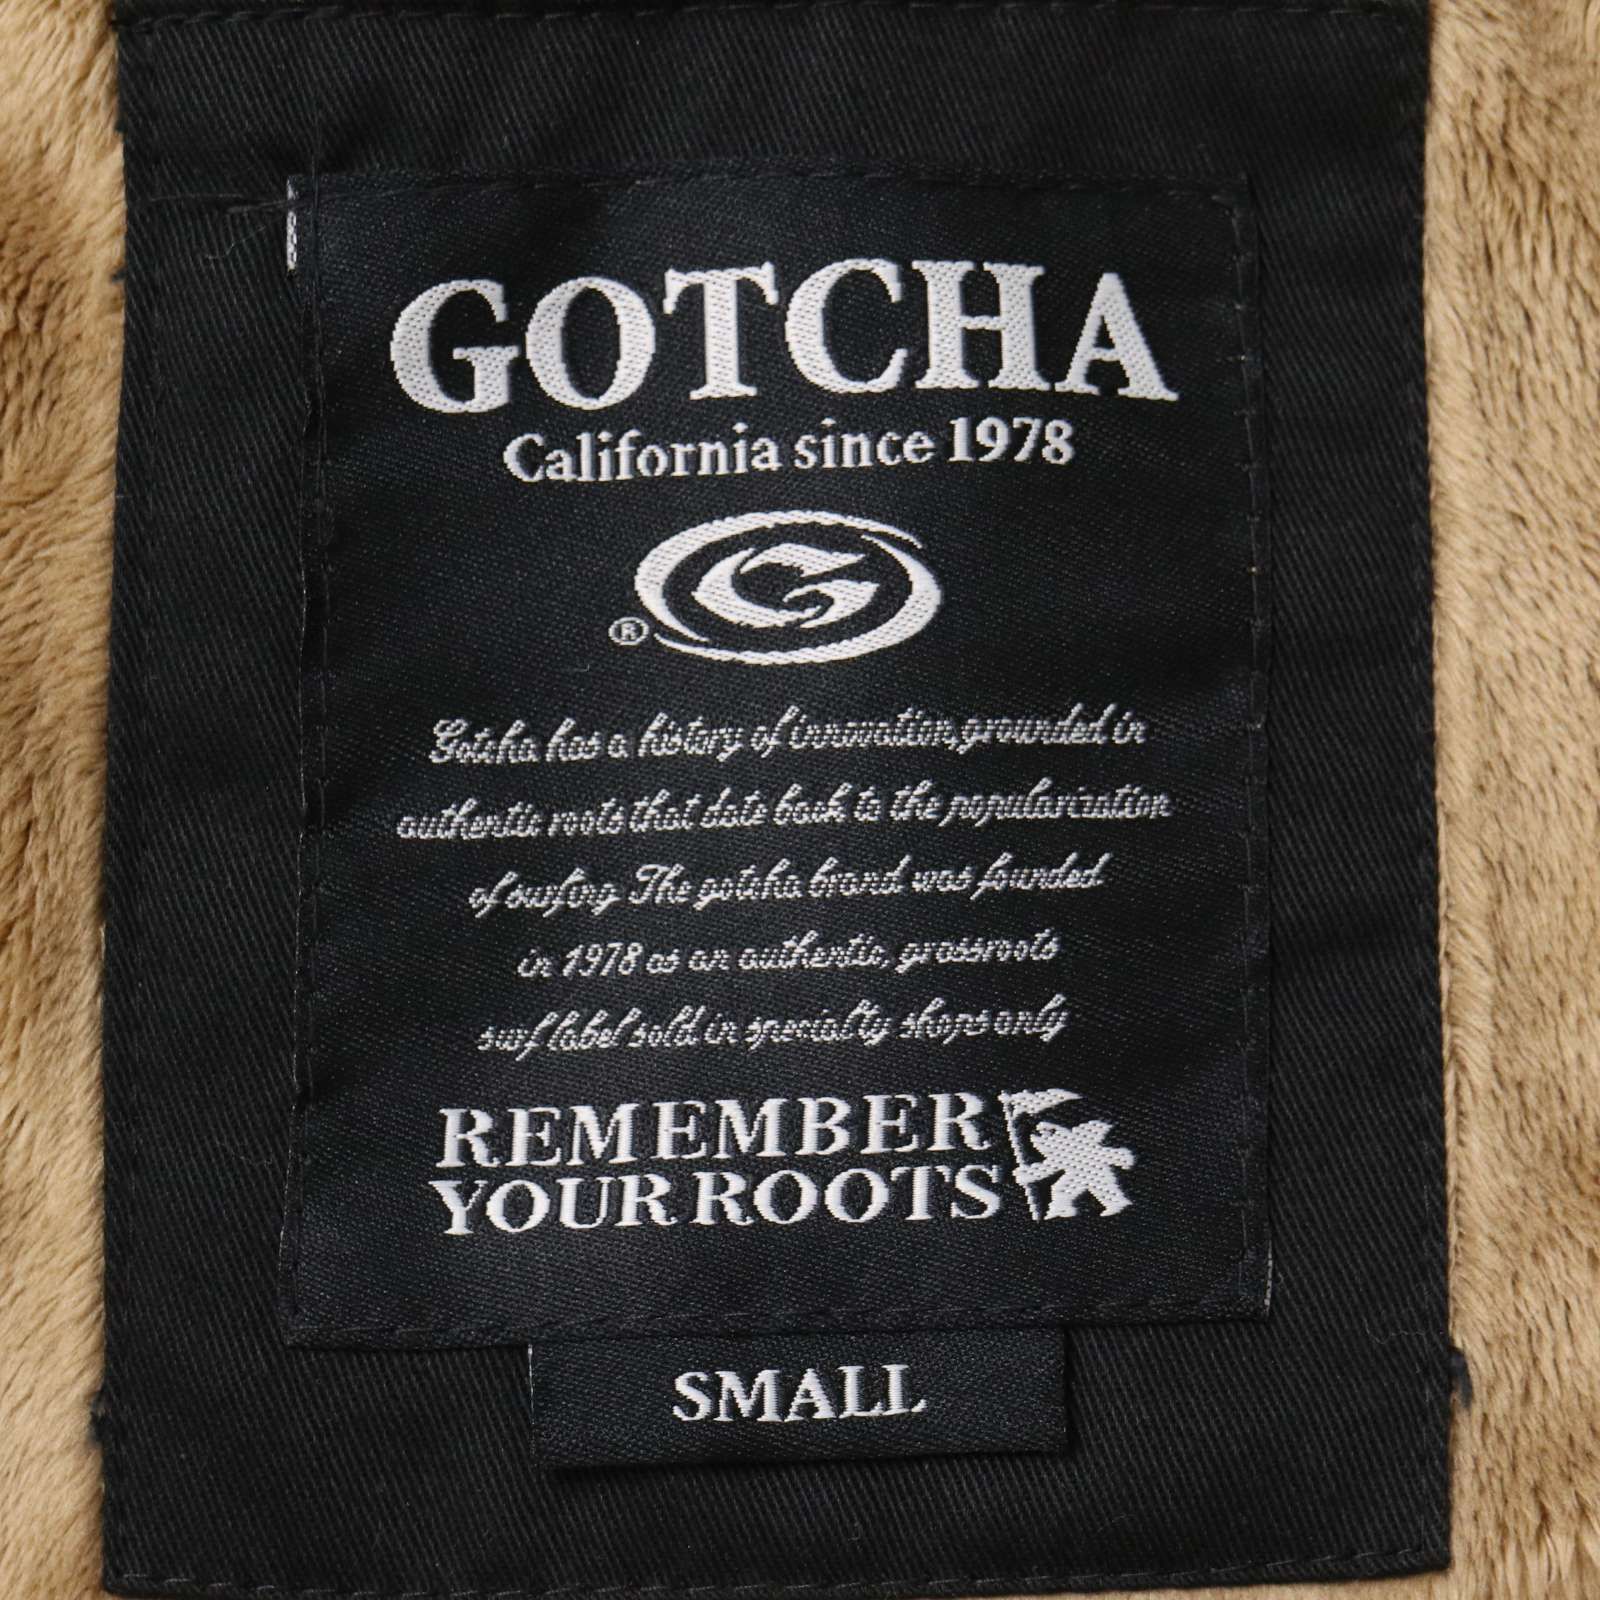 GOTCHA
California since 1978
G
®
Gotcha has a history of innovation, grounded in
authentic roots that date back to the popularization
of surfing The gotcha brand was founded
in 1978 as an authentic, grassroots
surf label sold in specialty shops only
REMEMBER
YOUR ROOTS
SMALL